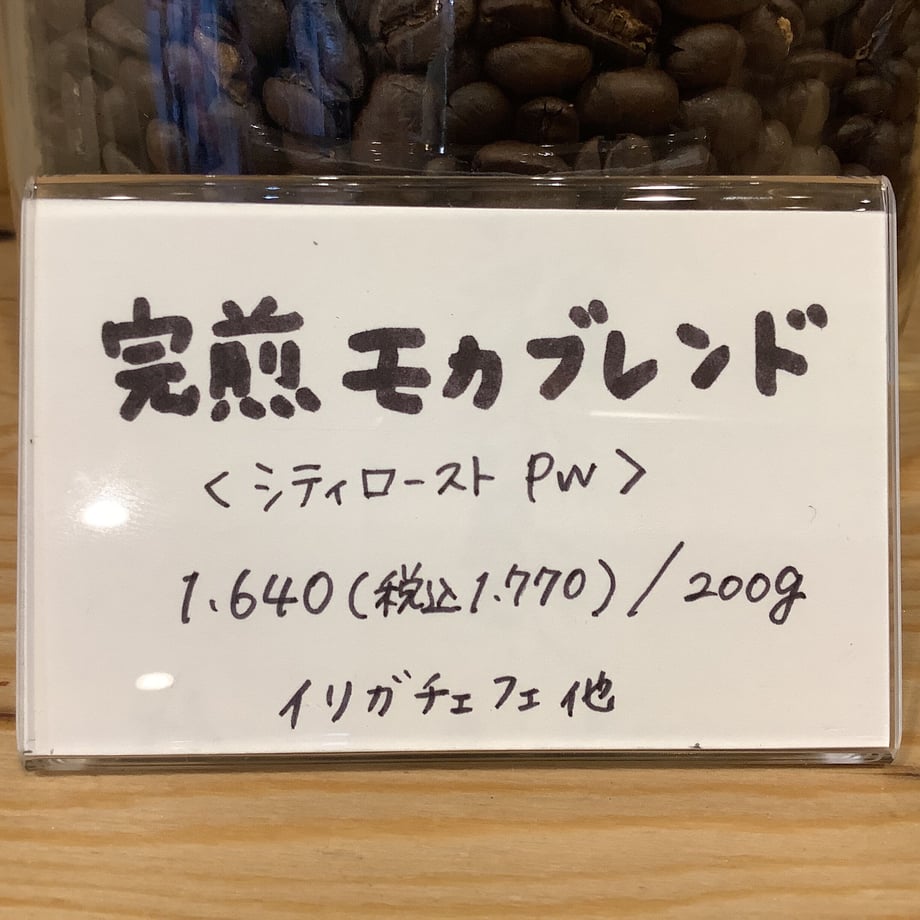 完煎 モカブレンド
<シティロースト PW>
1.640(税込1.770)/200g
イリガチェフェ他